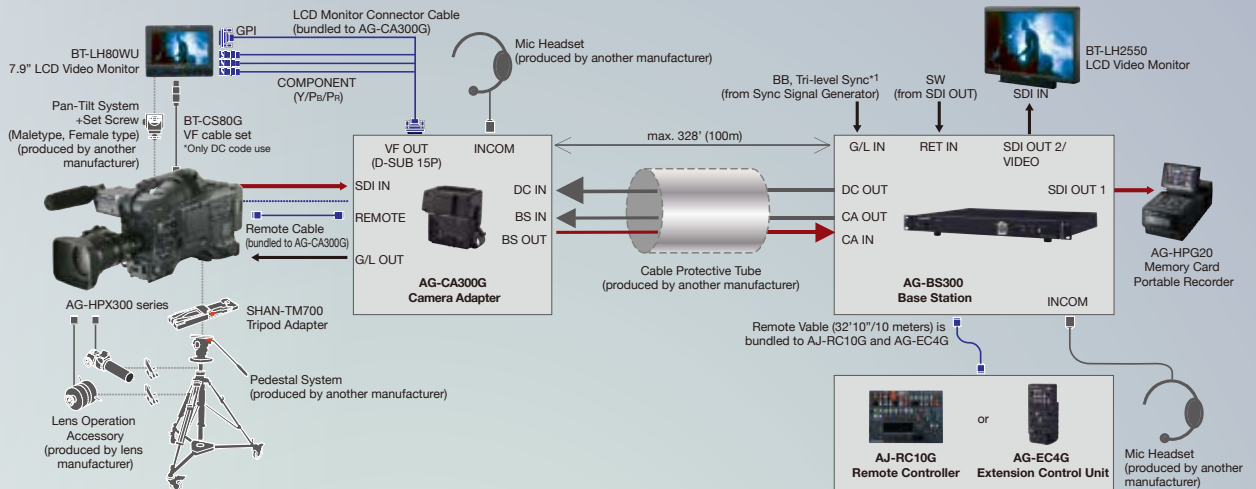 LCD Monitor Connector Cable
(bundled to AG-CA300G)
GPI
BT-LH80WU
7.9" LCD Video Monitor
COMPONENT
(Y/PB/PR)
Mic Headset
(produced by another manufacturer)
BT-LH2550
LCD Video Monitor
BB, Tri-level Sync*1
(from Sync Signal Generator)
SW
(from SDI OUT)
SDI IN
Pan-Tilt System
+Set Screw
(Maletype, Female type)
(produced by another
manufacturer)
BT-CS80G
VF cable set
*Only DC code use
VF OUT
(D-SUB 15P)
INCOM
max. 328' (100m)
G/L IN
RET IN
SDI OUT 2/
VIDEO
SDI IN
REMOTE
G/L OUT
DC IN
BS IN
BS OUT
DC OUT
CA OUT
CA IN
SDI OUT 1
Remote Cable
(bundled to AG-CA300G)
AG-CA300G
Camera Adapter
Cable Protective Tube
(produced by another manufacturer)
AG-BS300
Base Station
INCOM
AG-HPG20
Memory Card
Portable Recorder
AG-HPX300 series
SHAN-TM700
Tripod Adapter
Remote Vable (32'10"/10 meters) is
bundled to AJ-RC10G and AG-EC4G
Pedestal System
(produced by another manufacturer)
Lens Operation
Accessory
(produced by lens
manufacturer)
or
AJ-RC10G
Remote Controller
AG-EC4G
Extension Control Unit
Mic Headset
(produced by another
manufacturer)